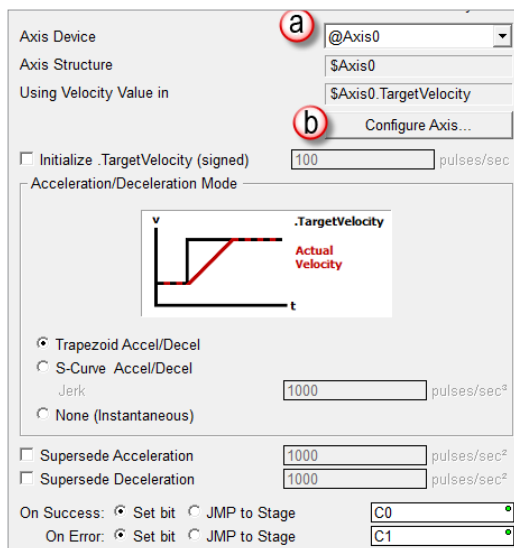 a
Axis Device @Axis0
Axis Structure $Axis0
Using Velocity Value in $Axis0.TargetVelocity
b Configure Axis...
Initialize .TargetVelocity (signed) 100 pulses/sec
Acceleration/Deceleration Mode
v .TargetVelocity
Actual
Velocity
t
Trapezoid Accel/Decel
S-Curve Accel/Decel
Jerk 1000 pulses/sec³
None (Instantaneous)
Supersede Acceleration 1000 pulses/sec²
Supersede Deceleration 1000 pulses/sec²
On Success: Set bit JMP to Stage C0
On Error: Set bit JMP to Stage C1